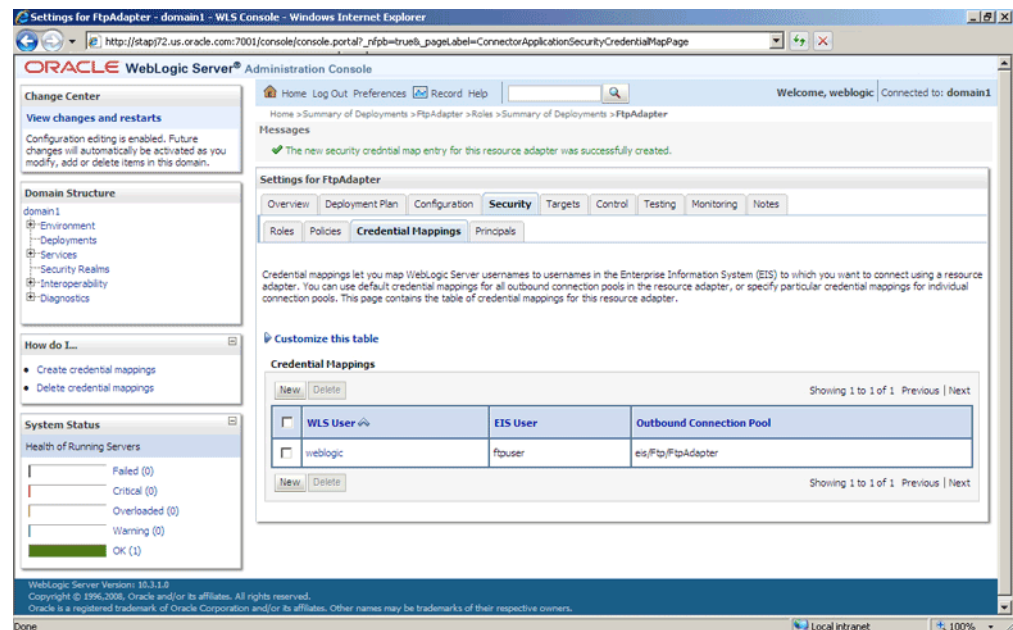 Settings for FtpAdapter - domain1 - WLS Console - Windows Internet Explorer
http://stapj72.us.oracle.com:7001/console/console.portal?_nfpb=true&_pageLabel=ConnectorApplicationSecurityCredentialMapPage
ORACLE WebLogic Server® Administration Console
Change Center
View changes and restarts
Configuration editing is enabled. Future
changes will automatically be activated as you
modify, add or delete items in this domain.
Domain Structure
domain1
Environment
Deployments
Services
Security Realms
Interoperability
Diagnostics
How do I...
Create credential mappings
Delete credential mappings
System Status
Health of Running Servers
Failed (0)
Critical (0)
Overloaded (0)
Warning (0)
OK (1)
Home Log Out Preferences Record Help
Welcome, weblogic Connected to: domain1
Home >Summary of Deployments >FtpAdapter >Roles >Summary of Deployments >FtpAdapter
Messages
The new security credntial map entry for this resource adapter was successfully created.
Settings for FtpAdapter
Overview Deployment Plan Configuration Security Targets Control Testing Monitoring Notes
Roles Policies Credential Mappings Principals
Credential mappings let you map WebLogic Server usernames to usernames in the Enterprise Information System (EIS) to which you want to connect using a resource
adapter. You can use default credential mappings for all outbound connection pools in the resource adapter, or specify particular credential mappings for individual
connection pools. This page contains the table of credential mappings for this resource adapter.
Customize this table
Credential Mappings
New Delete Showing 1 to 1 of 1 Previous | Next
WLS User EIS User Outbound Connection Pool
weblogic ftpuser eis/Ftp/FtpAdapter
New Delete Showing 1 to 1 of 1 Previous | Next
WebLogic Server Version: 10.3.1.0
Copyright © 1996,2008, Oracle and/or its affiliates. All rights reserved.
Oracle is a registered trademark of Oracle Corporation and/or its affiliates. Other names may be trademarks of their respective owners.
Done Local intranet 100%